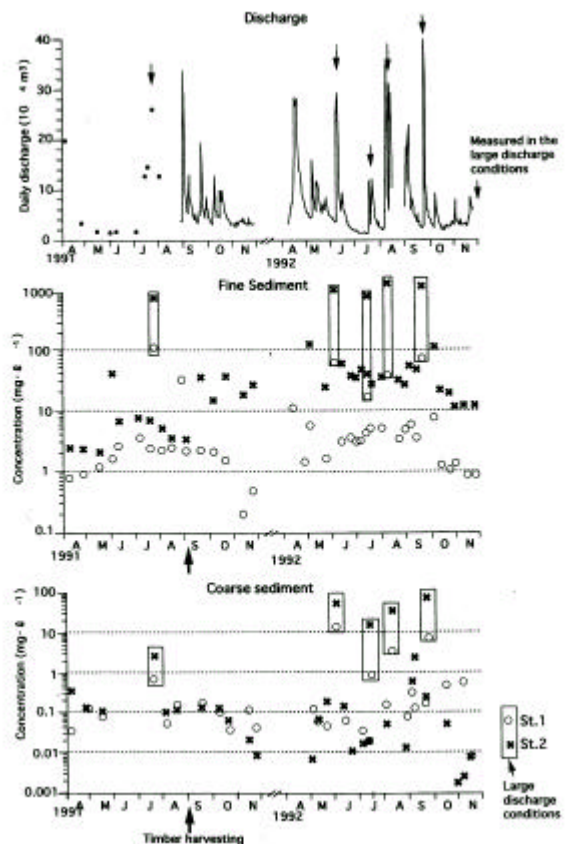 Discharge
Daily discharge (10 4 m³)
40
30
20
10
0
Measured in the
large discharge
conditions
A M J J A S O N A M J J A S O N
1991 1992
Fine Sediment
Concentration (mg·ℓ -1)
1000
100
10
1
0.1
A M J J A S O N A M J J A S O N
1991 1992
Coarse sediment
Concentration (mg·ℓ -1)
100
10
1
0.1
0.01
0.001
A M J J A S O N A M J J A S O N
1991 1992
Timber harvesting
St.1
St.2
Large
discharge
conditions